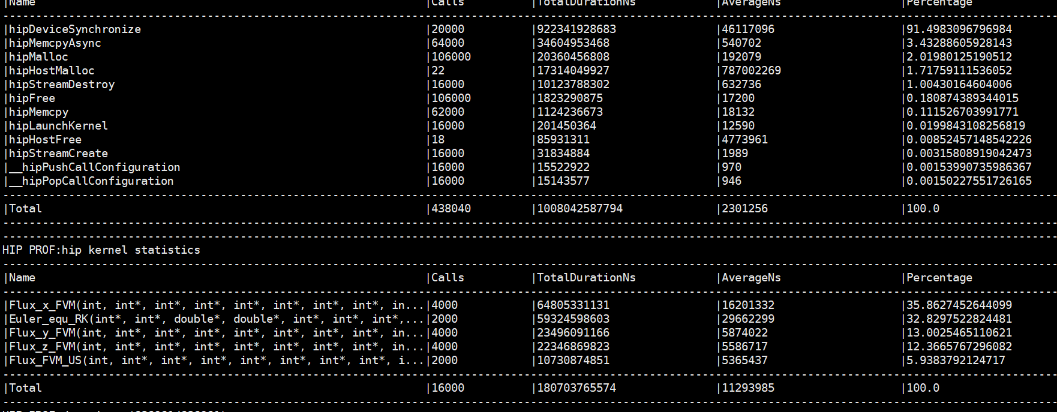 |Name |Calls |TotalDurationNs |AverageNs |Percentage
|hipDeviceSynchronize |20000 |922341928683 |46117096 |91.4983096796984
|hipMemcpyAsync |64000 |34604953468 |540702 |3.43288605928143
|hipMalloc |106000 |20360456808 |192079 |2.01980125190512
|hipHostMalloc |22 |17314049927 |787002269 |1.71759111536052
|hipStreamDestroy |16000 |10123788302 |632736 |1.00430164604006
|hipFree |106000 |1823290875 |17200 |0.180874389344015
|hipMemcpy |62000 |1124236673 |18132 |0.111526703991771
|hipLaunchKernel |16000 |201450364 |12590 |0.0199843108256819
|hipHostFree |18 |85931311 |4773961 |0.00852457148542226
|hipStreamCreate |16000 |31834884 |1989 |0.00315808919042473
|__hipPushCallConfiguration |16000 |15522922 |970 |0.00153990735986367
|__hipPopCallConfiguration |16000 |15143577 |946 |0.00150227551726165
|Total |438040 |1008042587794 |2301256 |100.0
HIP PROF:hip kernel statistics
|Name |Calls |TotalDurationNs |AverageNs |Percentage
|Flux_x_FVM(int, int*, int*, int*, int*, int*, int*, int*, in...|4000 |64805331131 |16201332 |35.8627452644099
|Euler_equ_RK(int*, int*, double*, double*, int*, int*, int*,...|2000 |59324598603 |29662299 |32.8297522824481
|Flux_y_FVM(int, int*, int*, int*, int*, int*, int*, int*, in...|4000 |23496091166 |5874022 |13.0025465110621
|Flux_z_FVM(int, int*, int*, int*, int*, int*, int*, int*, in...|4000 |22346869823 |5586717 |12.3665767296082
|Flux_FVM_US(int, int*, int*, int*, int*, int*, int*, int*, i...|2000 |10730874851 |5365437 |5.9383792124717
|Total |16000 |180703765574 |11293985 |100.0